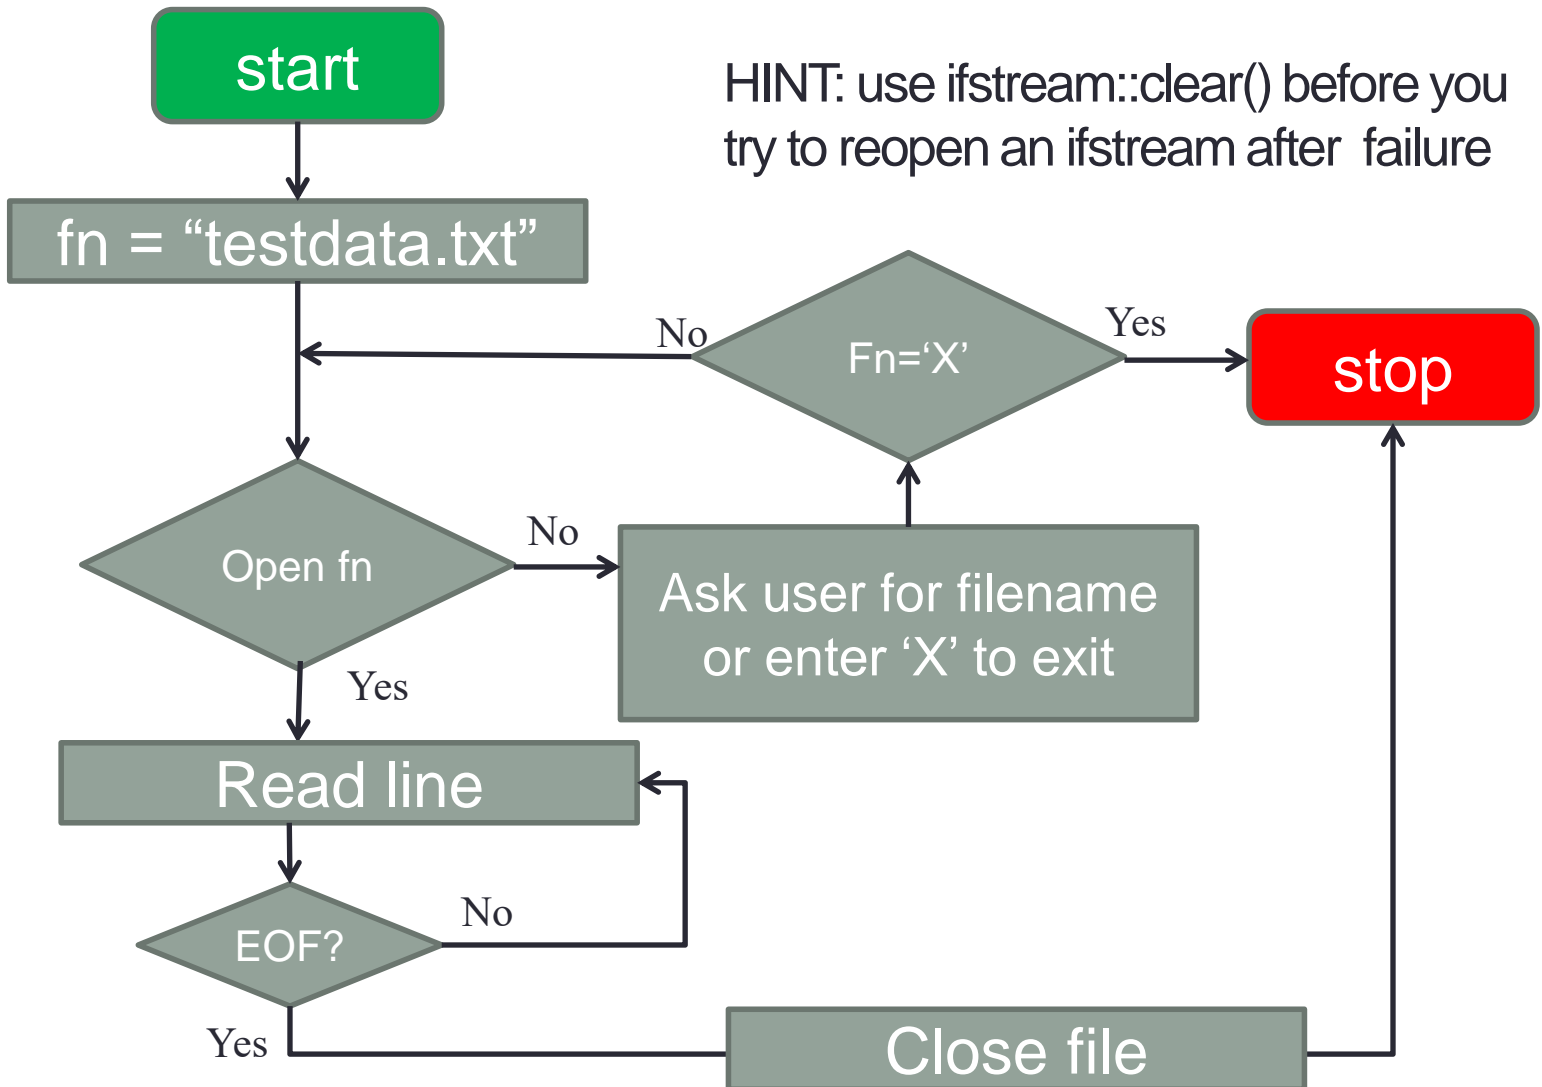 start
HINT: use ifstream::clear() before you
try to reopen an ifstream after failure
fn = “testdata.txt”
No
Fn=‘X’
Yes
stop
Open fn
No
Ask user for filename
or enter ‘X’ to exit
Yes
Read line
EOF?
No
Yes
Close file